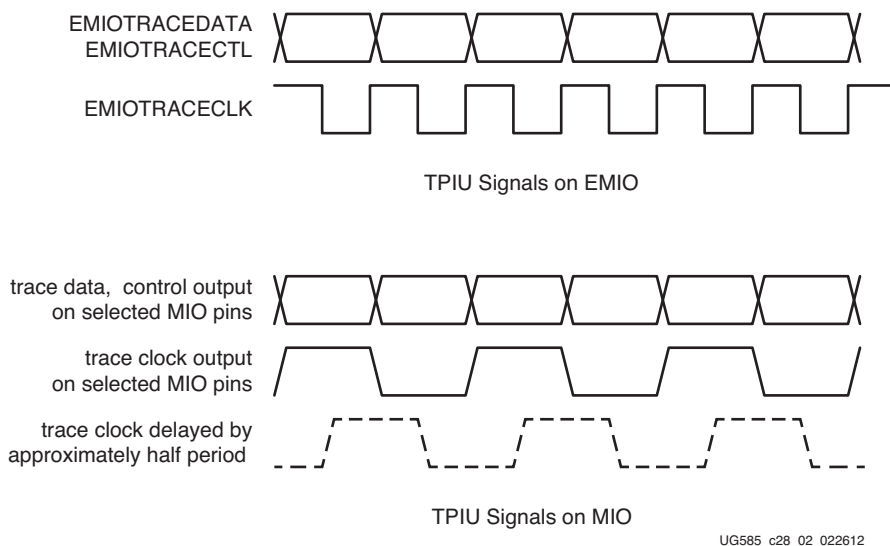 EMIOTRACEDATA
EMIOTRACECTL
EMIOTRACECLK
TPIU Signals on EMIO
trace data, control output
on selected MIO pins
trace clock output
on selected MIO pins
trace clock delayed by
approximately half period
TPIU Signals on MIO
UG585_c28_02_022612